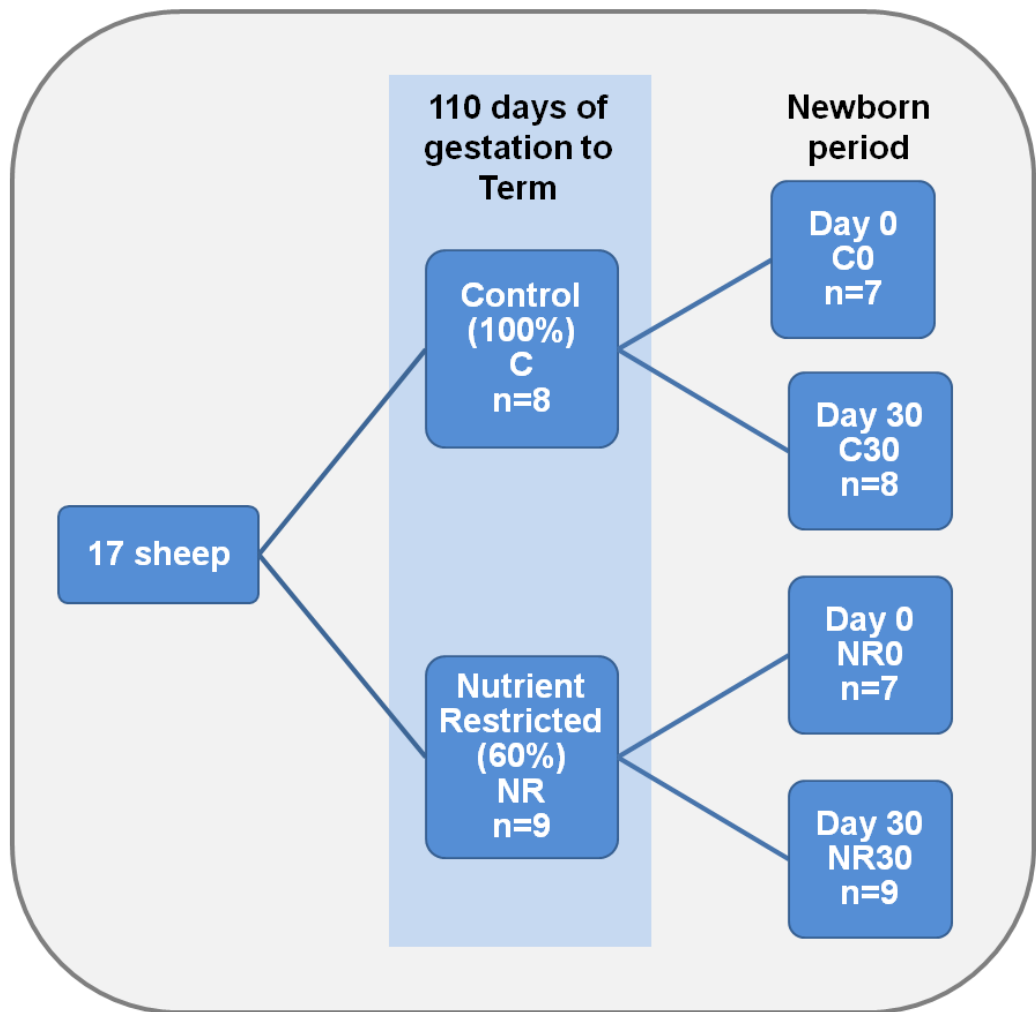 110 days of
gestation to
Term
Newborn
period
17 sheep
Control
(100%)
C
n=8
Nutrient
Restricted
(60%)
NR
n=9
Day 0
C0
n=7
Day 30
C30
n=8
Day 0
NR0
n=7
Day 30
NR30
n=9